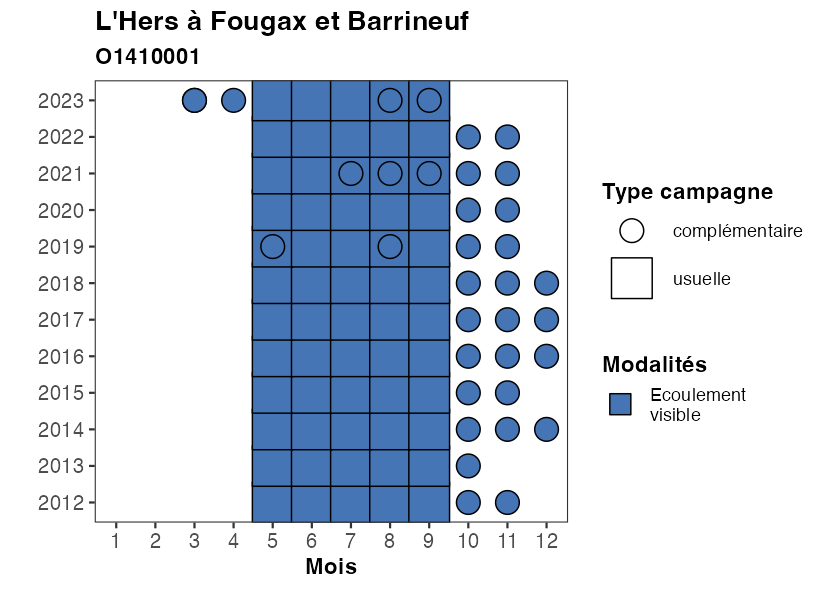 L'Hers à Fougax et Barrineuf
O1410001
2023
2022
2021
2020
2019
2018
2017
2016
2015
2014
2013
2012
1 2 3 4 5 6 7 8 9 10 11 12
Mois
Type campagne
complémentaire
usuelle
Modalités
Ecoulement
visible